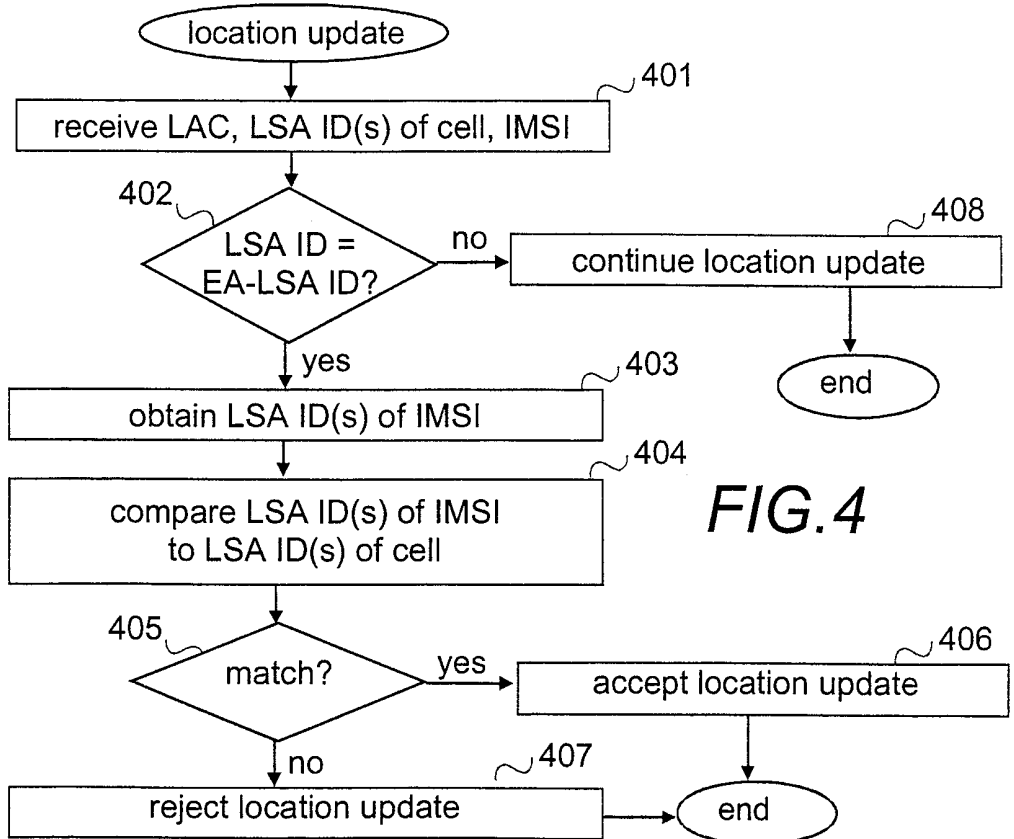 location update
401
receive LAC, LSA ID(s) of cell, IMSI
402
LSA ID =
EA-LSA ID?
no
408
continue location update
yes
end
403
obtain LSA ID(s) of IMSI
404
compare LSA ID(s) of IMSI
to LSA ID(s) of cell
FIG.4
405
match?
yes
406
accept location update
no
407
reject location update
end